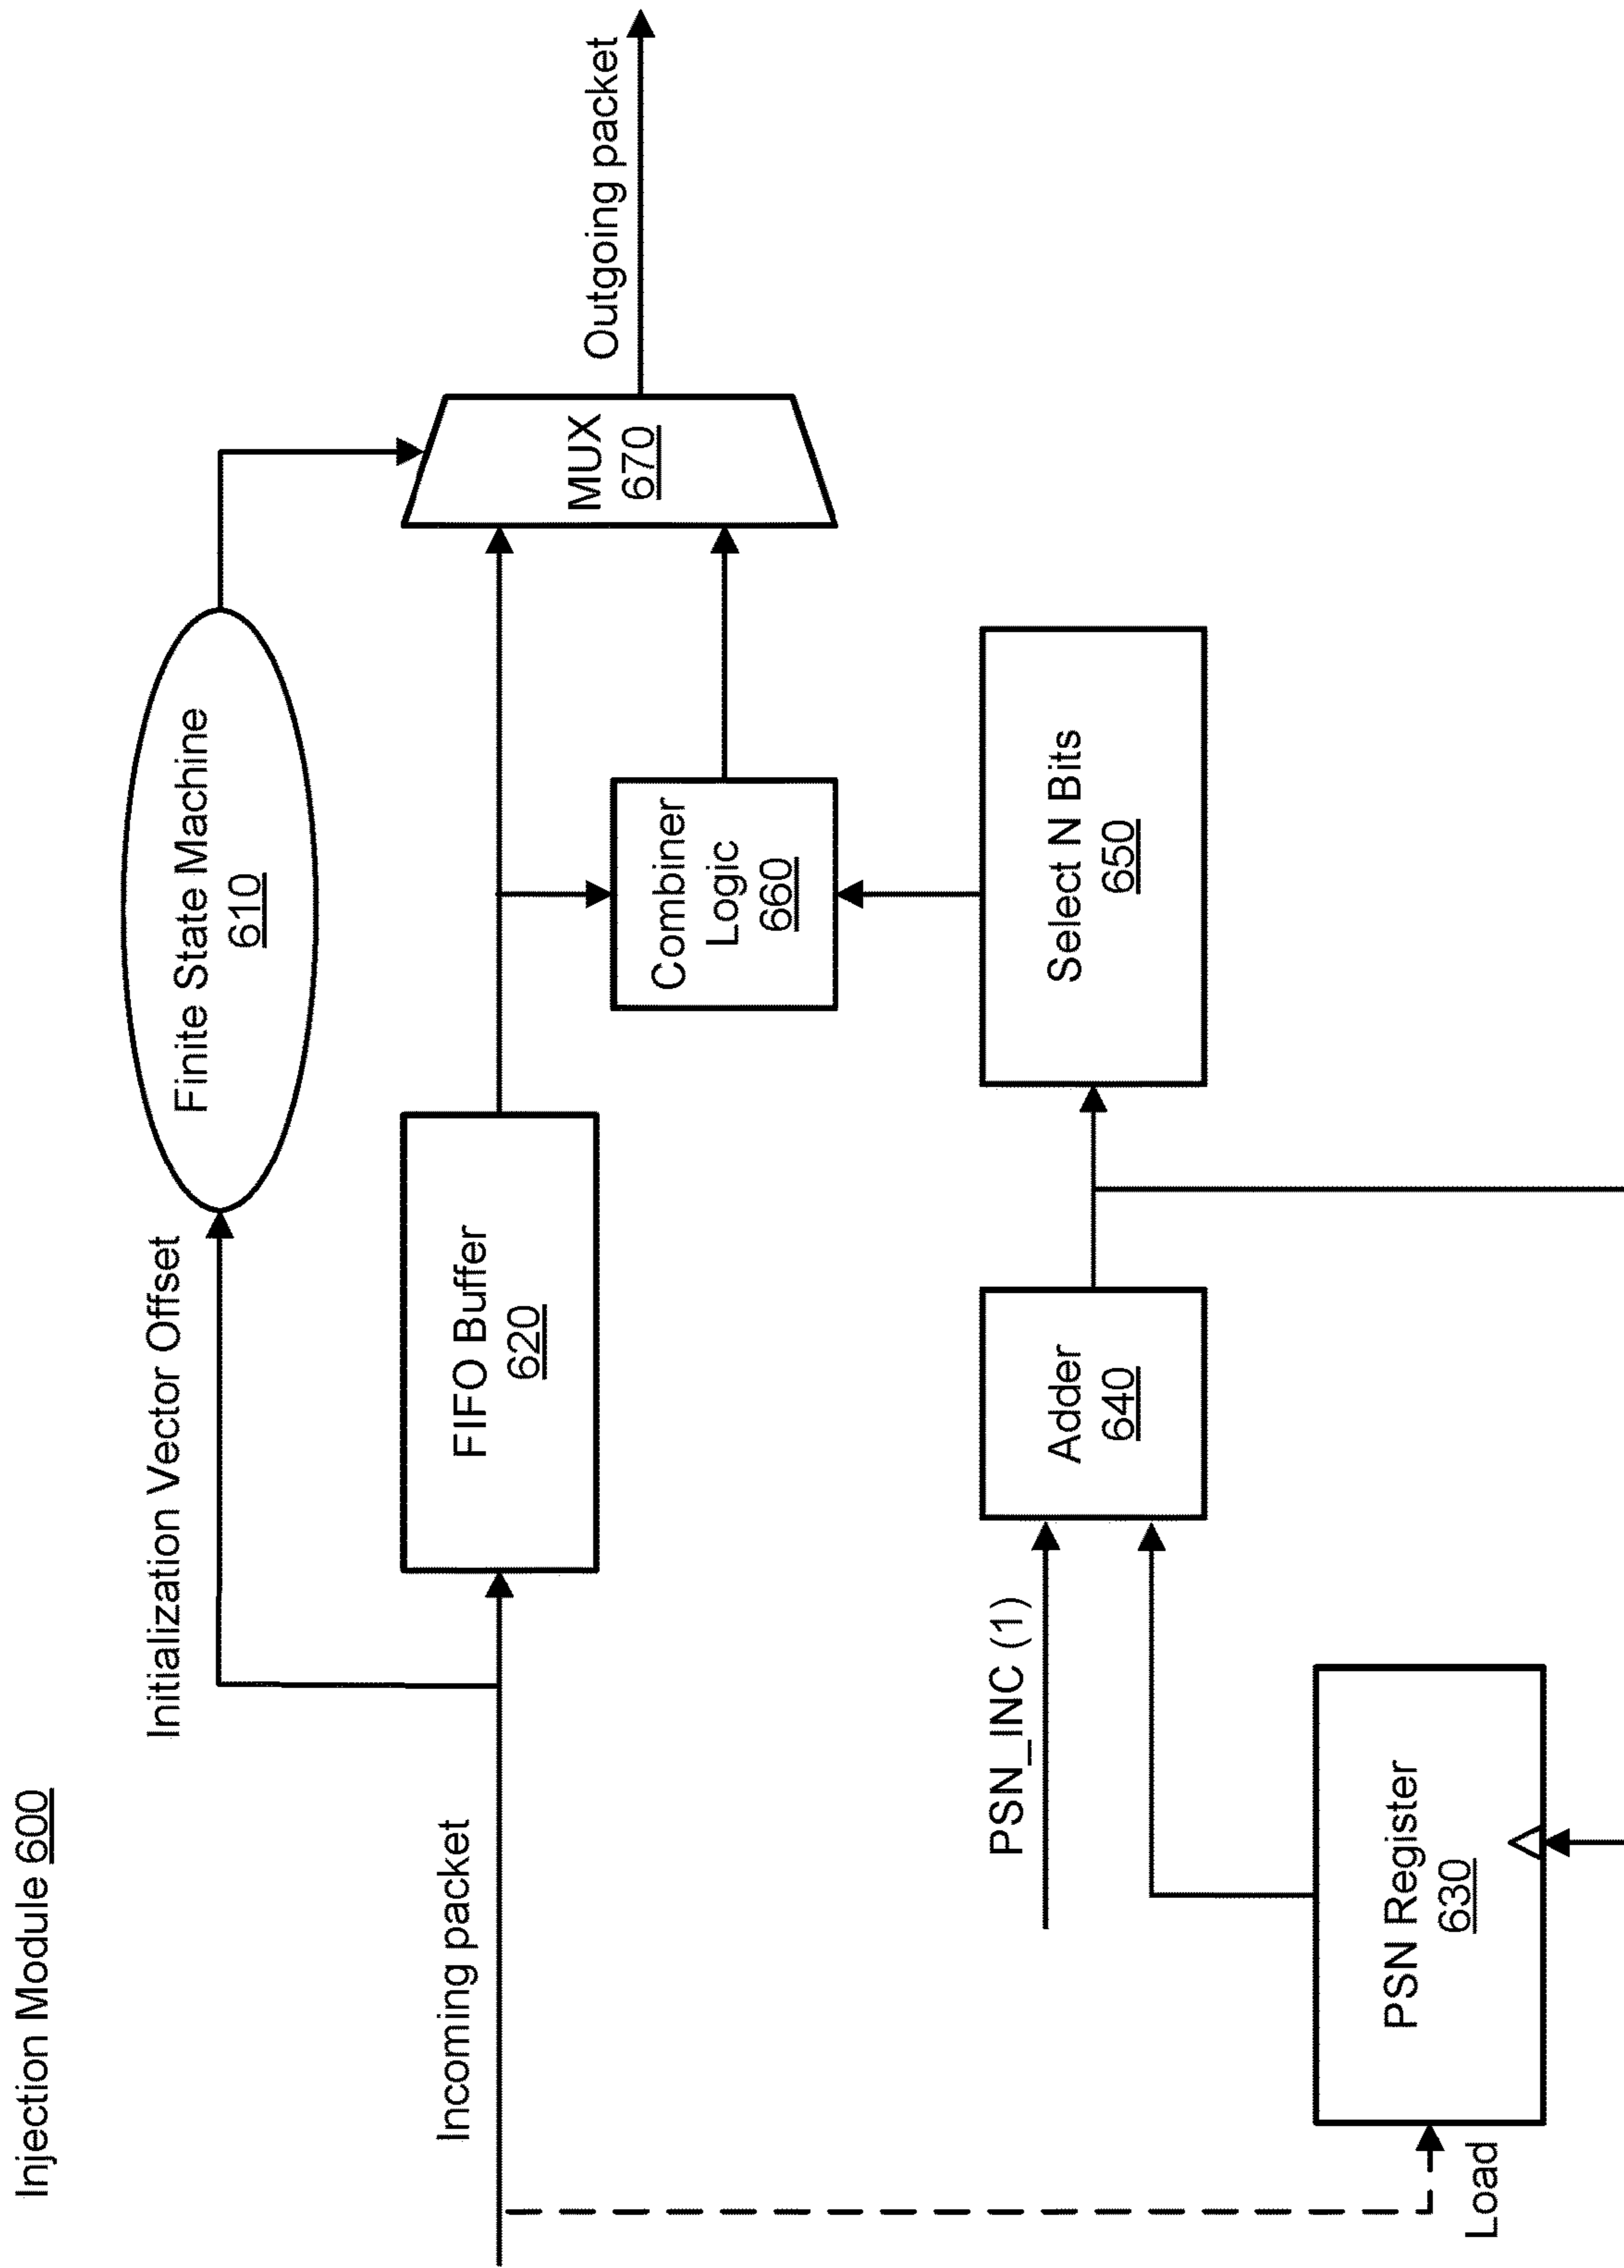 Injection Module 600
Initialization Vector Offset
Finite State Machine
610
Incoming packet
FIFO Buffer
620
Combiner
Logic
660
MUX
670
Outgoing packet
PSN_INC (1)
Adder
640
Select N Bits
650
PSN Register
630
Load